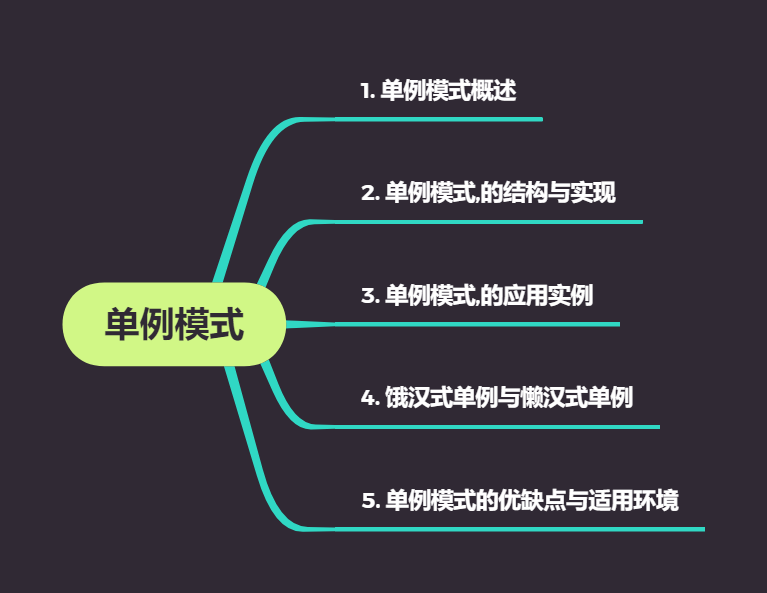 1. 单例模式概述
2. 单例模式,的结构与实现
3. 单例模式,的应用实例
单例模式
4. 饿汉式单例与懒汉式单例
5. 单例模式的优缺点与适用环境